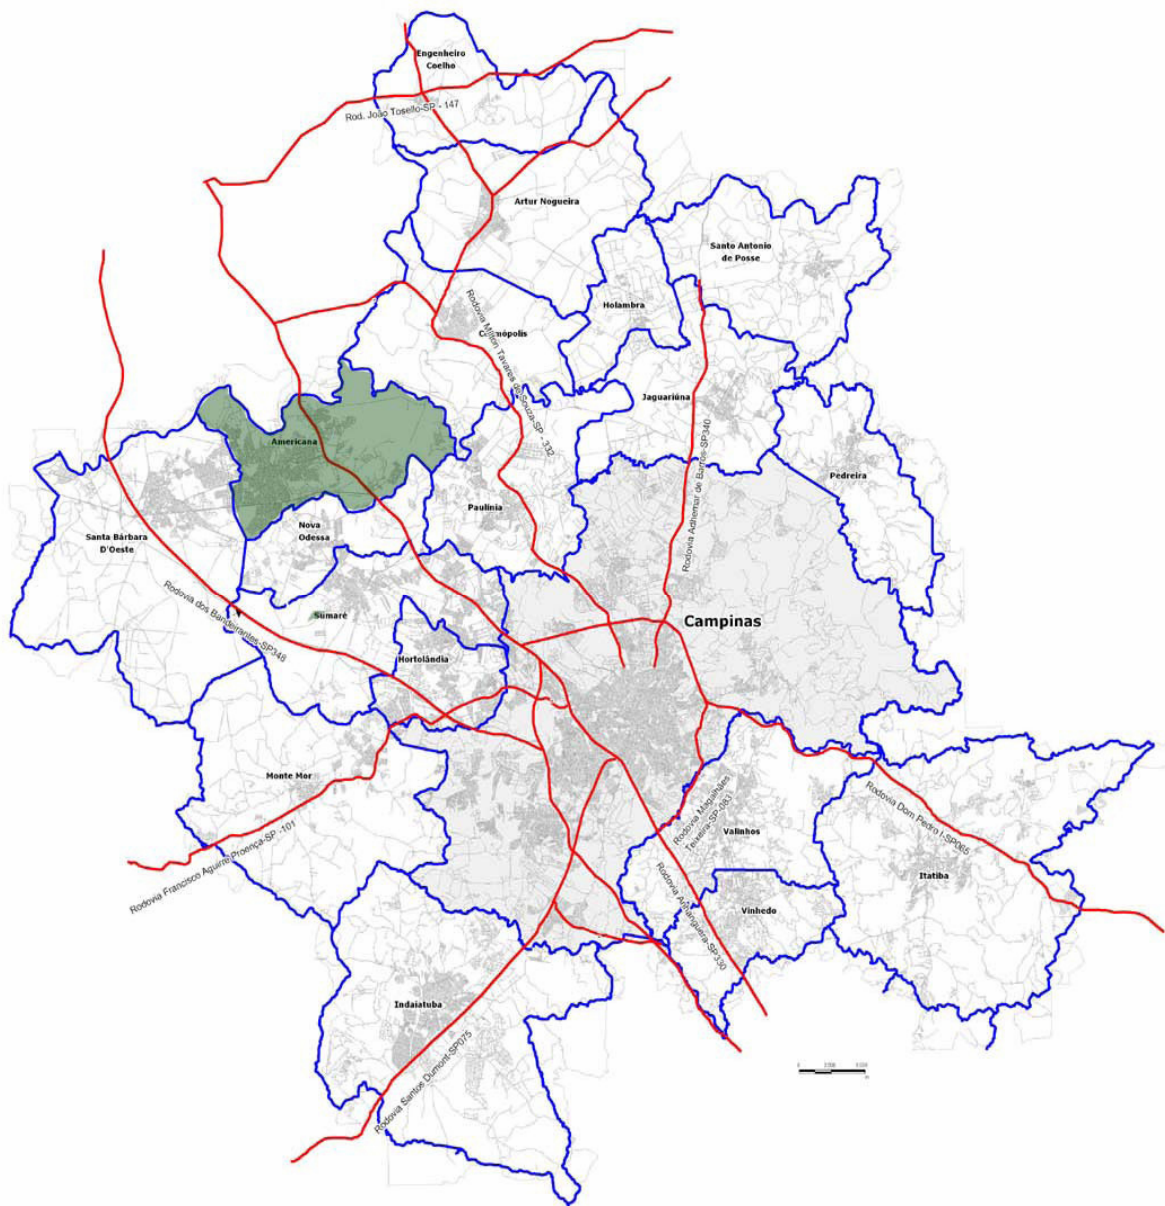 Engenheiro
Coelho
Rod. João Tosello-SP - 147
Artur Nogueira
Santo Antonio
de Posse
Holambra
Rodovia Milton Tavares de Souza-SP - 332
Jaguariúna
Rodovia Adhemar de Barros-SP340
Americana
Pedreira
Paulínia
Nova
Odessa
Santa Bárbara
D'Oeste
Rodovia dos Bandeirantes-SP348
Sumaré
Campinas
Hortolândia
Monte Mor
Rodovia Magalhães
Teixeira-SP-083
Valinhos
Rodovia Dom Pedro I-SP065
Rodovia Francisco Aguirre Proença-SP -101
Itatiba
Rodovia Anhanguera-SP330
Vinhedo
Indaiatuba
Rodovia Santos Dumont-SP075